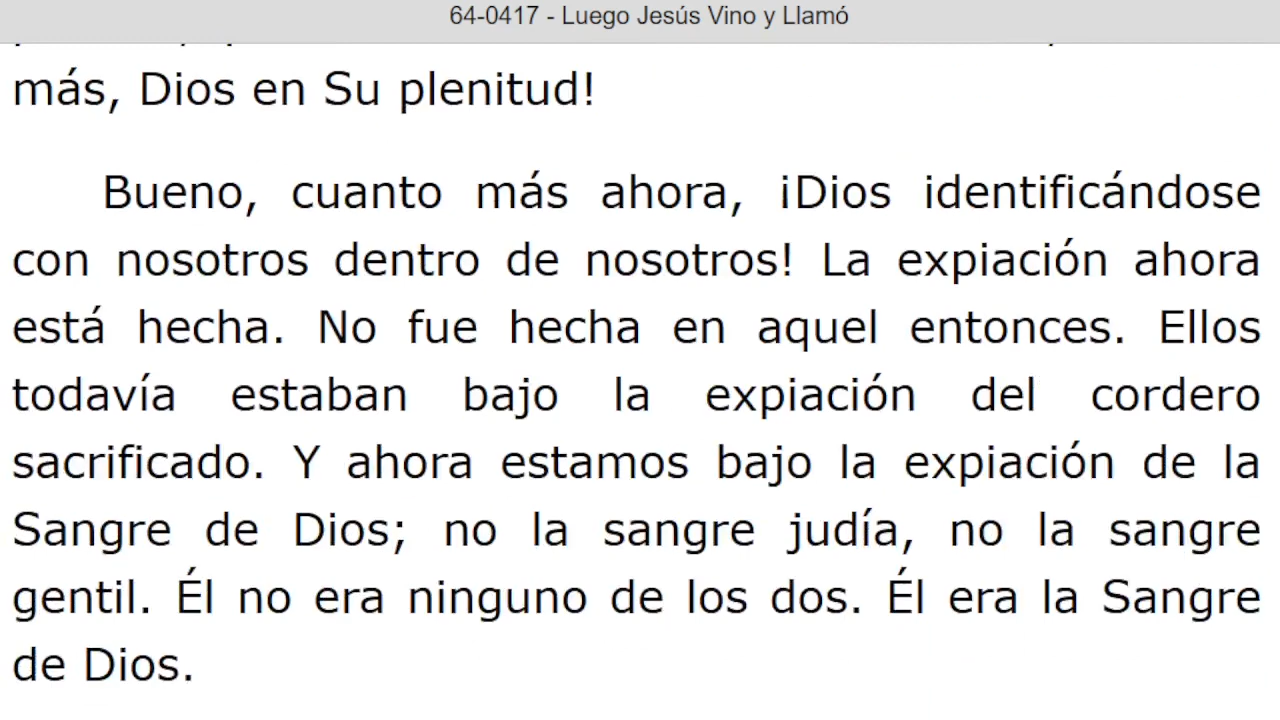 64-0417 - Luego Jesús Vino y Llamó
más, Dios en Su plenitud!
Bueno, cuanto más ahora, ¡Dios identificándose
con nosotros dentro de nosotros! La expiación ahora
está hecha. No fue hecha en aquel entonces. Ellos
todavía estaban bajo la expiación del cordero
sacrificado. Y ahora estamos bajo la expiación de la
Sangre de Dios; no la sangre judía, no la sangre
gentil. Él no era ninguno de los dos. Él era la Sangre
de Dios.